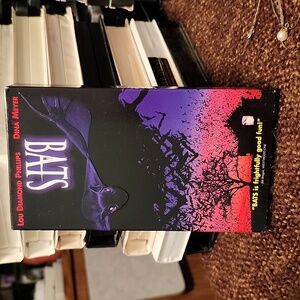 LOU DIAMOND PHILLIPS DINA MEYER
BATS
"BATS is frightfully good fun!"